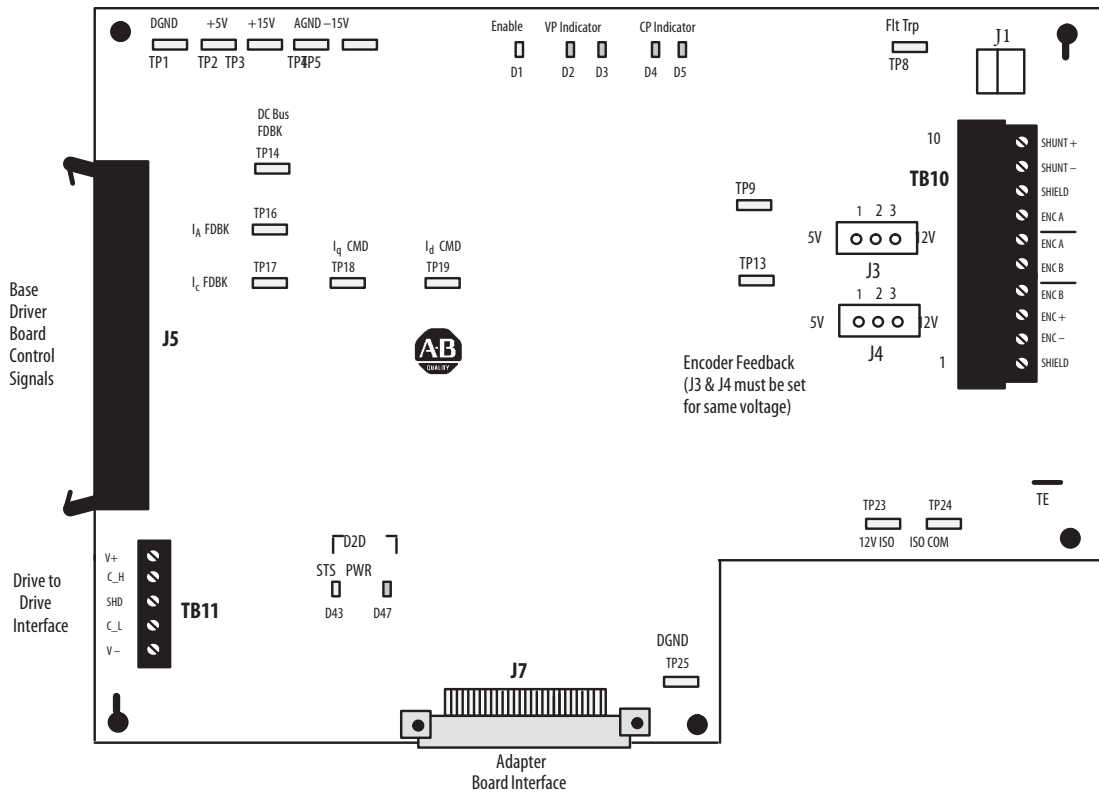 DGND +5V +15V AGND –15V
TP1 TP2 TP3 TP4 TP5
Enable VP Indicator CP Indicator
D1 D2 D3 D4 D5
Flt Trp
TP8
J1
DC Bus
FDBK
TP14
TP16
IA FDBK
Iq CMD
Id CMD
Ic FDBK
TP17
TP18
TP19
TP9
TP13
1 2 3
5V 12V
J3
1 2 3
5V 12V
J4
Encoder Feedback
(J3 & J4 must be set
for same voltage)
10
TB10
1
SHUNT +
SHUNT –
SHIELD
ENC A
ENC A
ENC B
ENC B
ENC +
ENC –
SHIELD
Base
Driver
Board
Control
Signals
J5
A-B
QUALITY
TE
TP23 TP24
12V ISO ISO COM
Drive to
Drive
Interface
V+
C_H
SHD
C_L
V –
TB11
D2D
STS PWR
D43 D47
DGND
TP25
J7
Adapter
Board Interface